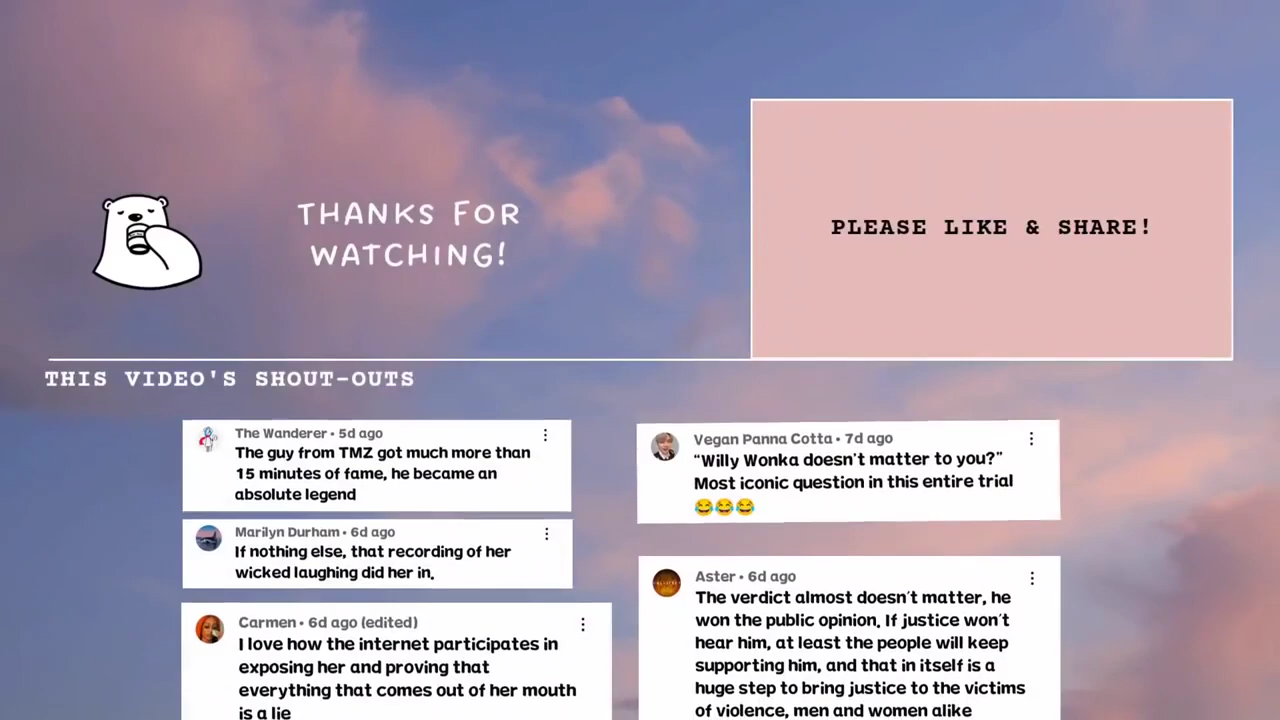 THANKS FOR
WATCHING!
PLEASE LIKE & SHARE!
THIS VIDEO'S SHOUT-OUTS
The Wanderer • 5d ago
The guy from TMZ got much more than
15 minutes of fame, he became an
absolute legend
Marilyn Durham • 6d ago
If nothing else, that recording of her
wicked laughing did her in.
Carmen • 6d ago (edited)
I love how the internet participates in
exposing her and proving that
everything that comes out of her mouth
is a lie
Vegan Panna Cotta • 7d ago
"Willy Wonka doesn't matter to you?"
Most iconic question in this entire trial
😂😂😂
Aster • 6d ago
The verdict almost doesn't matter, he
won the public opinion. If justice won't
hear him, at least the people will keep
supporting him, and that in itself is a
huge step to bring justice to the victims
of violence, men and women alike